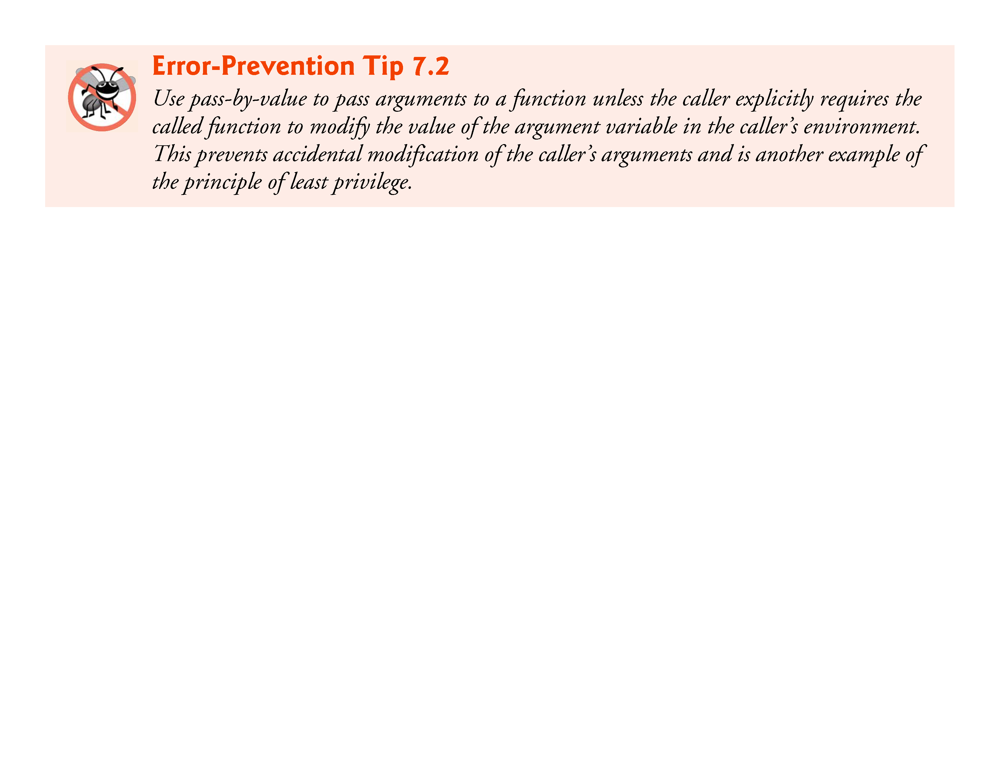 Error-Prevention Tip 7.2
Use pass-by-value to pass arguments to a function unless the caller explicitly requires the
called function to modify the value of the argument variable in the caller’s environment.
This prevents accidental modification of the caller’s arguments and is another example of
the principle of least privilege.